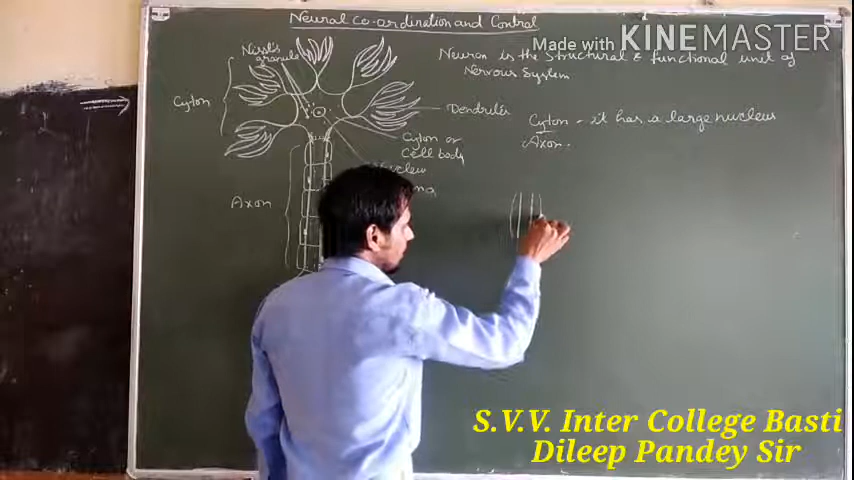 Neural co-ordination and Control
Made with KINEMASTER
Nissl's
granules
Neuron is the Structural & functional unit of
Nervous System
Cyton
Dendrites
Cyton - it has a large nucleus
Axon.
Cyton or
Cell body
Axon
S.V.V. Inter College Basti
Dileep Pandey Sir